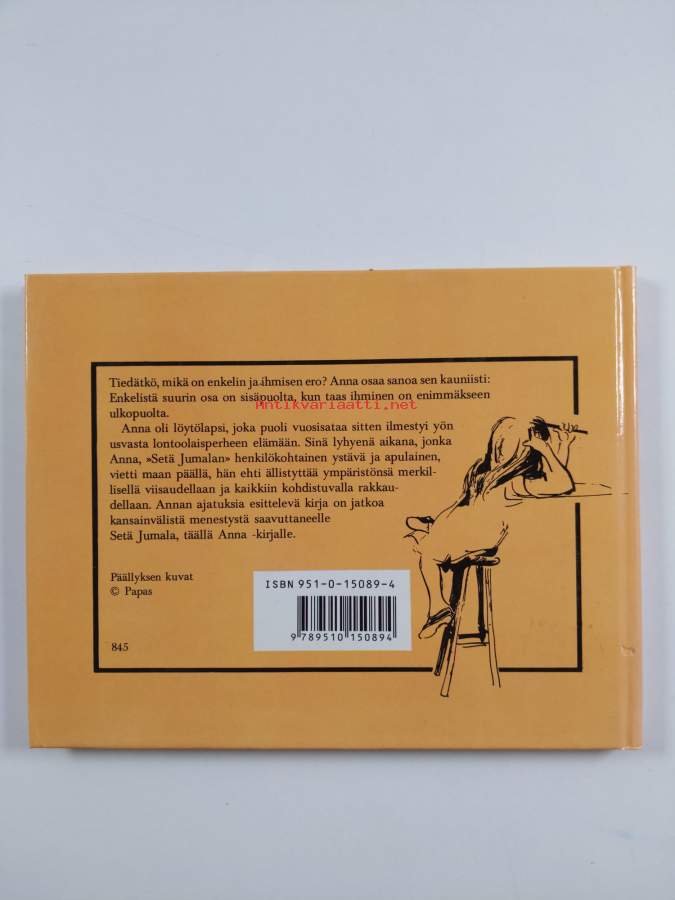 Tiedätkö, mikä on enkelin ja ihmisen ero? Anna osaa sanoa sen kauniisti:
Enkelistä suurin osa on sisäpuolta, kun taas ihminen on enimmäkseen
ulkopuolta.
Anna oli löytölapsi, joka puoli vuosisataa sitten ilmestyi yön
usvasta lontoolaisperheen elämään. Sinä lyhyenä aikana, jonka
Anna, »Setä Jumalan» henkilökohtainen ystävä ja apulainen,
vietti maan päällä, hän ehti ällistyttää ympäristönsä merkil-
lisellä viisaudellaan ja kaikkiin kohdistuvalla rakkau-
dellaan. Annan ajatuksia esittelevä kirja on jatkoa
kansainvälistä menestystä saavuttaneelle
Setä Jumala, täällä Anna -kirjalle.
Antikvariaatti.net
Päällyksen kuvat
© Papas
ISBN 951-0-15089-4
9 789510 150894
845